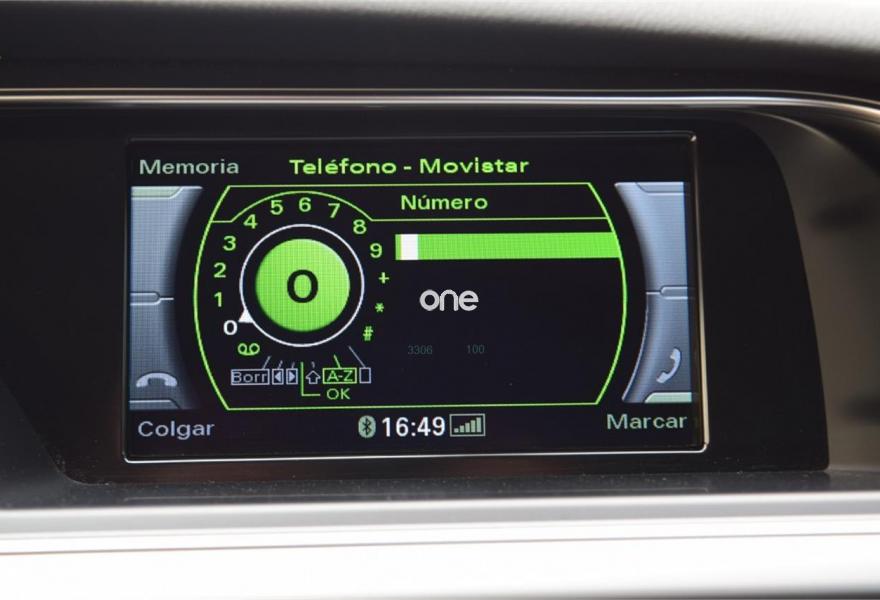 Memoria
Teléfono - Movistar
Número
0 1 2 3 4 5 6 7 8 9 + * #
0
one
3306 100
Borr A-Z
OK
Colgar
16:49
Marcar